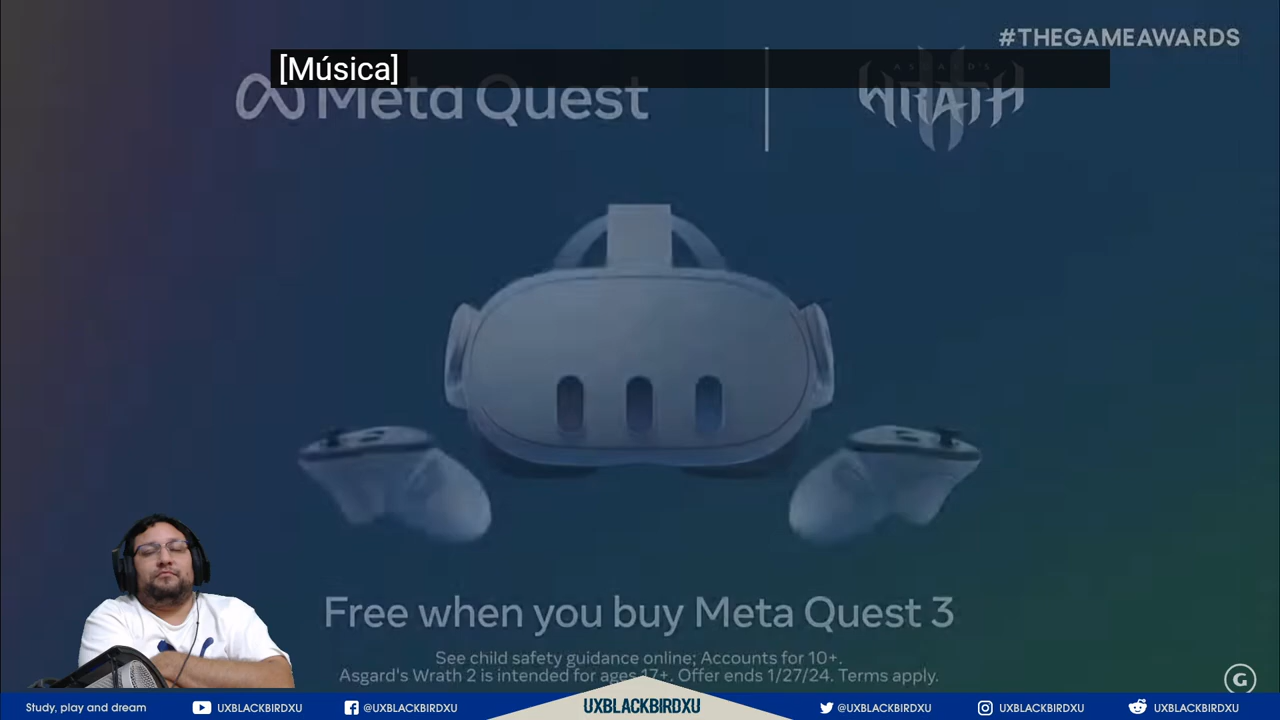 #THEGAMEAWARDS
[Música]
Meta Quest
ASGARD'S
WRATH
Free when you buy Meta Quest 3
See child safety guidance online; Accounts for 10+.
Asgard's Wrath 2 is intended for ages 17+. Offer ends 1/27/24. Terms apply.
G
Study, play and dream
UXBLACKBIRDXU
@UXBLACKBIRDXU
UXBLACKBIRDXU
@UXBLACKBIRDXU
UXBLACKBIRDXU
UXBLACKBIRDXU